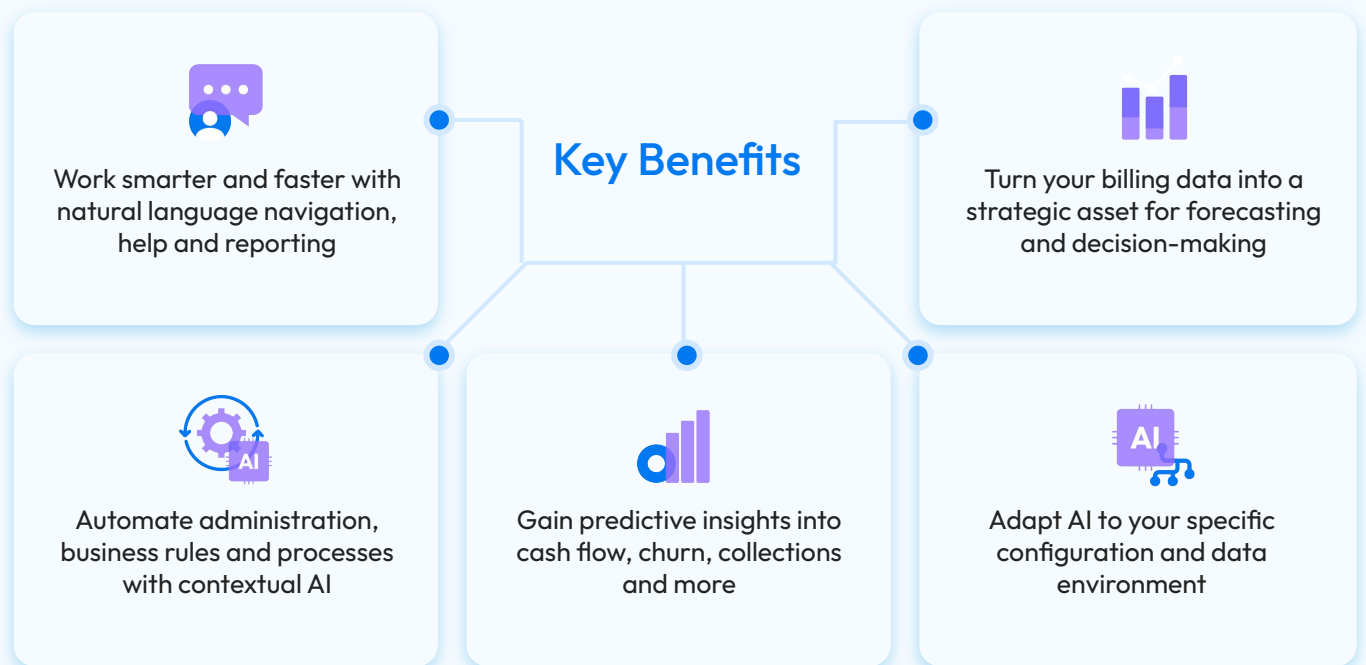 Work smarter and faster with
natural language navigation,
help and reporting
Key Benefits
Turn your billing data into a
strategic asset for forecasting
and decision-making
AI
Automate administration,
business rules and processes
with contextual AI
Gain predictive insights into
cash flow, churn, collections
and more
AI
Adapt AI to your specific
configuration and data
environment